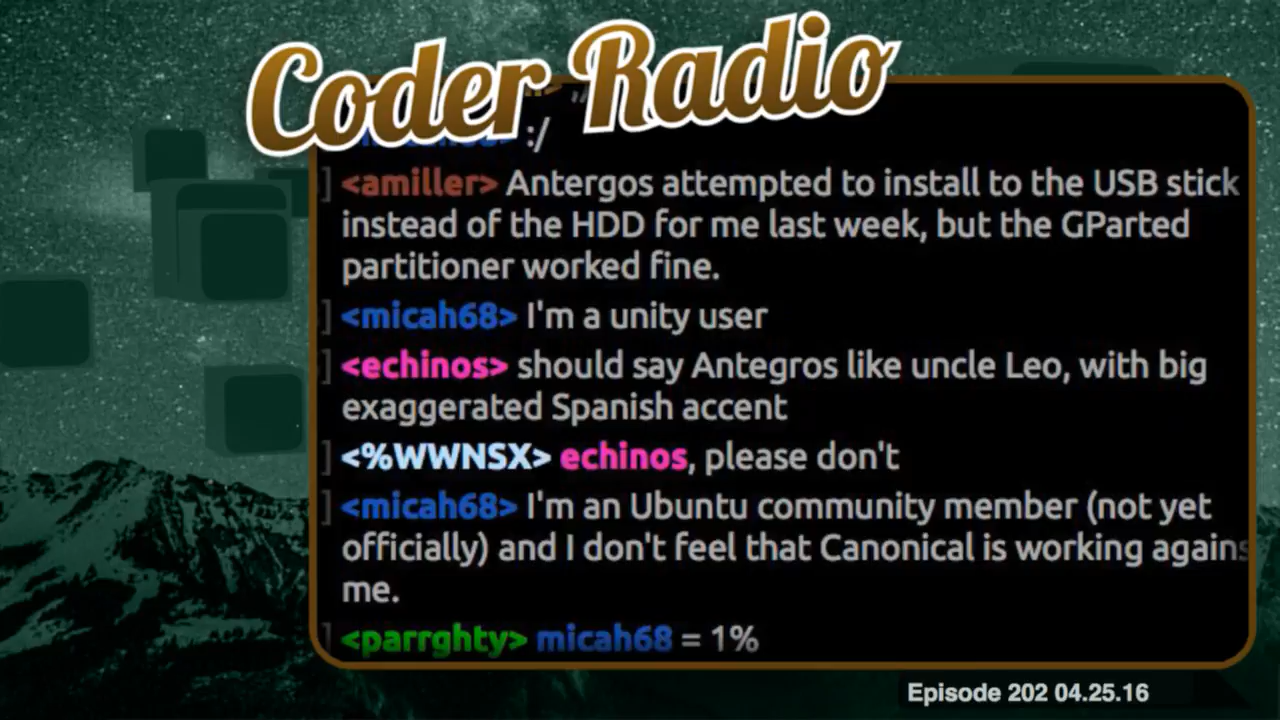 Coder Radio
:/
] <amiller> Antergos attempted to install to the USB stick
instead of the HDD for me last week, but the GParted
partitioner worked fine.
] <micah68> I'm a unity user
] <echinos> should say Antegros like uncle Leo, with big
exaggerated Spanish accent
] <%WWNSX> echinos, please don't
] <micah68> I'm an Ubuntu community member (not yet
officially) and I don't feel that Canonical is working agains
me.
] <parrghty> micah68 = 1%
Episode 202 04.25.16